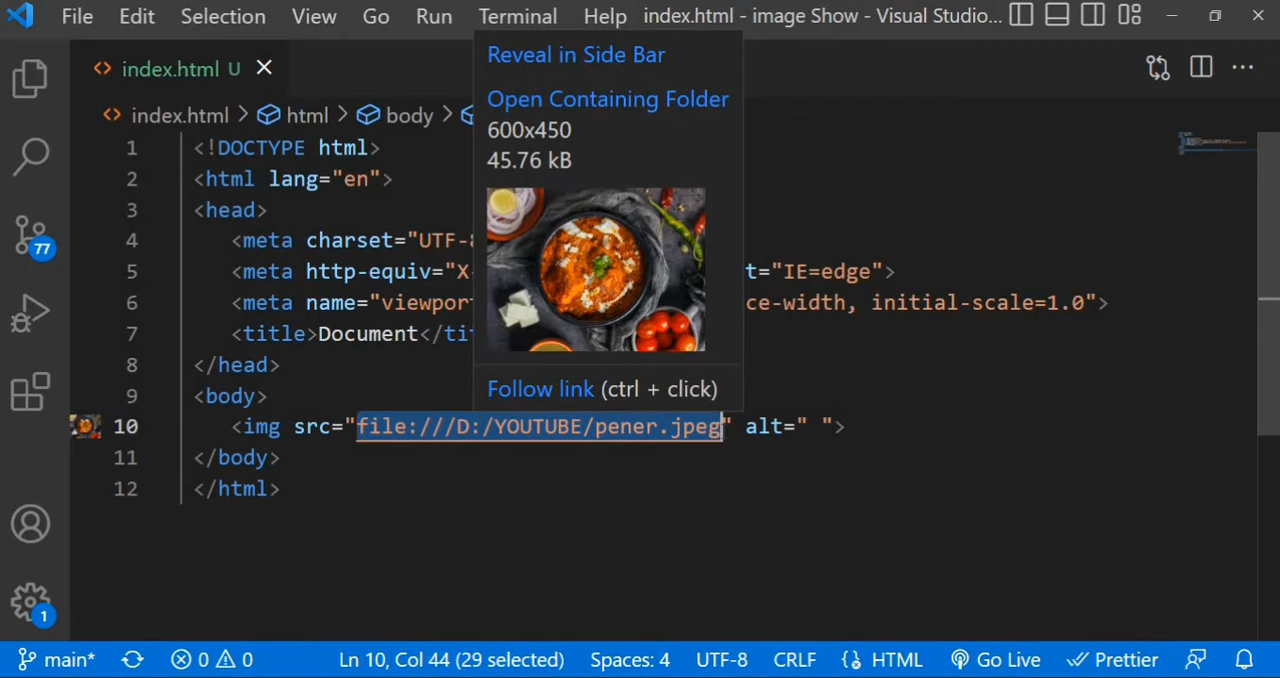 File Edit Selection View Go Run Terminal Help index.html - image Show - Visual Studio...
index.html U
index.html > html > body >
Reveal in Side Bar
Open Containing Folder
600x450
45.76 kB
Follow link (ctrl + click)
1 <!DOCTYPE html>
2 <html lang="en">
3 <head>
4 <meta charset="UTF-8
5 <meta http-equiv="X- t="IE=edge">
6 <meta name="viewport ce-width, initial-scale=1.0">
7 <title>Document</tit
8 </head>
9 <body>
10 <img src="file:///D:/YOUTUBE/pener.jpeg" alt=" ">
11 </body>
12 </html>
77
1
main* 0 0 Ln 10, Col 44 (29 selected) Spaces: 4 UTF-8 CRLF HTML Go Live Prettier